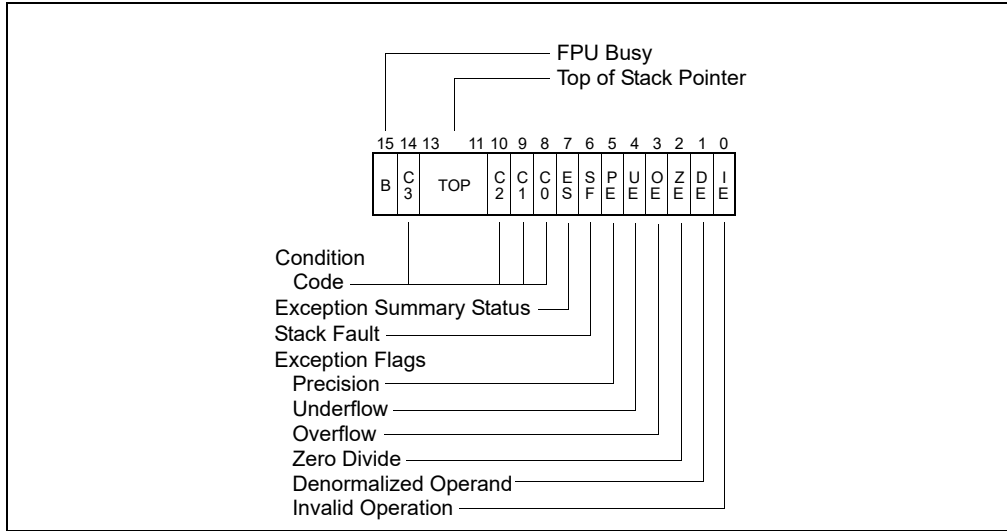 FPU Busy
Top of Stack Pointer
15 14 13 11 10 9 8 7 6 5 4 3 2 1 0
B C3 TOP C2 C1 C0 ES SF PE UE OE ZE DE IE
Condition
Code
Exception Summary Status
Stack Fault
Exception Flags
Precision
Underflow
Overflow
Zero Divide
Denormalized Operand
Invalid Operation